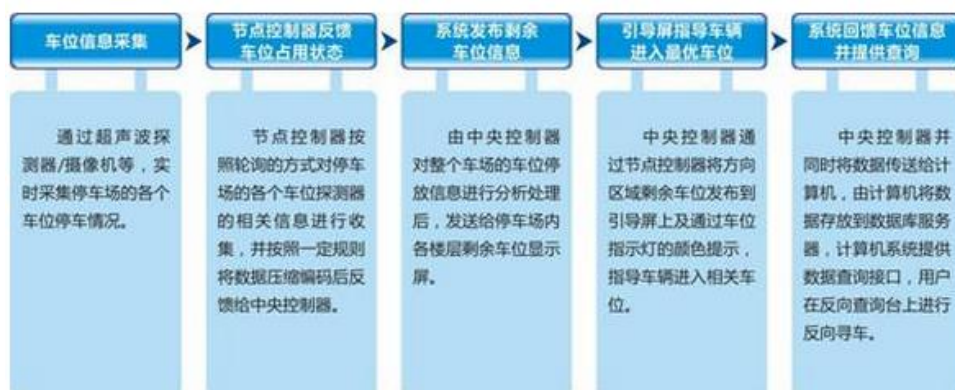 车位信息采集
节点控制器反馈
车位占用状态
系统发布剩余
车位信息
引导屏指导车辆
进入最优车位
系统回馈车位信息
并提供查询
通过超声波探
测器/摄像机等，实
时采集停车场的各个
车位停车情况。
节点控制器按
照轮询的方式对停车
场的各个车位探测器
的相关信息进行收
集，并按照一定规则
将数据压缩编码后反
馈给中央控制器。
由中央控制器
对整个车场的车位停
放信息进行分析处理
后，发送给停车场内
各楼层剩余车位显示
屏。
中央控制器通
过节点控制器将方向
区域剩余车位发布到
引导屏上及通过车位
指示灯的颜色提示，
指导车辆进入相关车
位。
中央控制器并
同时将数据传送给计
算机，由计算机将数
据存放到数据库服务
器，计算机系统提供
数据查询接口，用户
在反向查询台上进行
反向寻车。